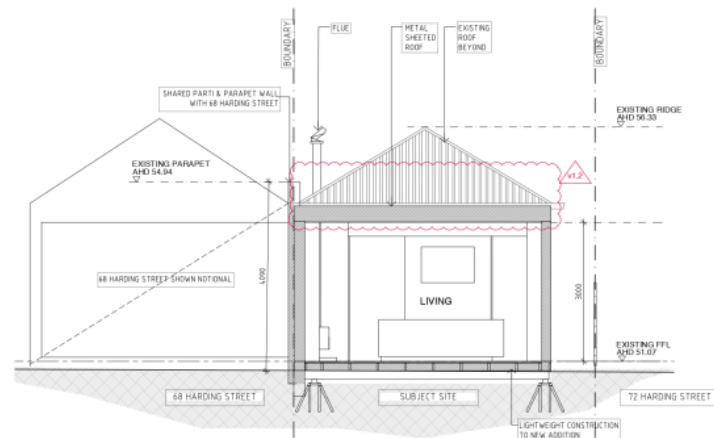 BOUNDARY
FLUE
METAL
SHEETED
ROOF
EXISTING
ROOF
BEYOND
BOUNDARY
SHARED PARTI & PARAPET WALL
WITH 68 HARDING STREET
EXISTING RIDGE
AHD 56.33
EXISTING PARAPET
AHD 54.94
v1.2
68 HARDING STREET SHOWN NOTIONAL
4090
LIVING
3000
EXISTING FFL
AHD 51.07
68 HARDING STREET
SUBJECT SITE
72 HARDING STREET
LIGHTWEIGHT CONSTRUCTION
TO NEW ADDITION